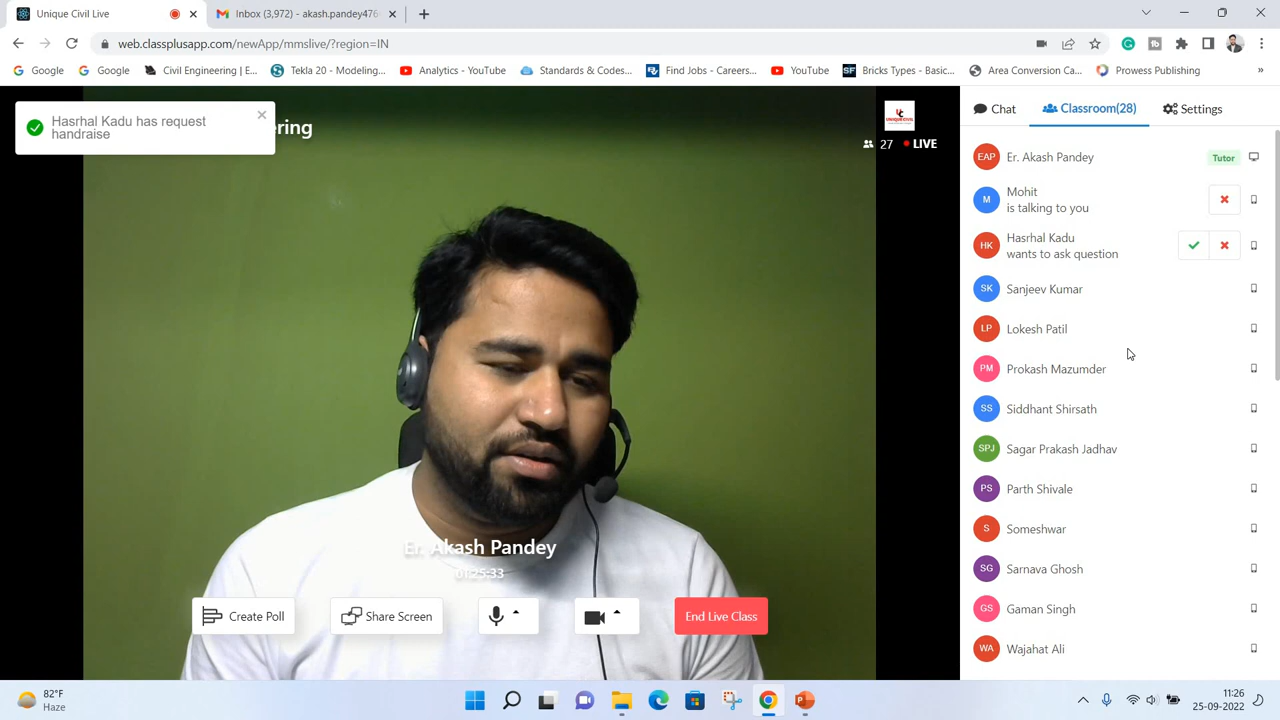 Unique Civil Live
Inbox (3,972) - akash.pandey476
web.classplusapp.com/newApp/mmslive/?region=IN
Google
Google
Civil Engineering | E...
Tekla 20 - Modeling...
Analytics - YouTube
Standards & Codes...
Find Jobs - Careers...
YouTube
Bricks Types - Basic...
Area Conversion Ca...
Prowess Publishing
»
Hasrhal Kadu has request
handraise
ering
UNIQUE CIVIL
27 LIVE
Chat
Classroom(28)
Settings
EAP Er. Akash Pandey Tutor
M Mohit
is talking to you
HK Hasrhal Kadu
wants to ask question
SK Sanjeev Kumar
LP Lokesh Patil
PM Prokash Mazumder
SS Siddhant Shirsath
SPJ Sagar Prakash Jadhav
PS Parth Shivale
S Someshwar
SG Sarnava Ghosh
GS Gaman Singh
WA Wajahat Ali
Er. Akash Pandey
01:25:33
Create Poll
Share Screen
End Live Class
82°F
Haze
11:26
25-09-2022